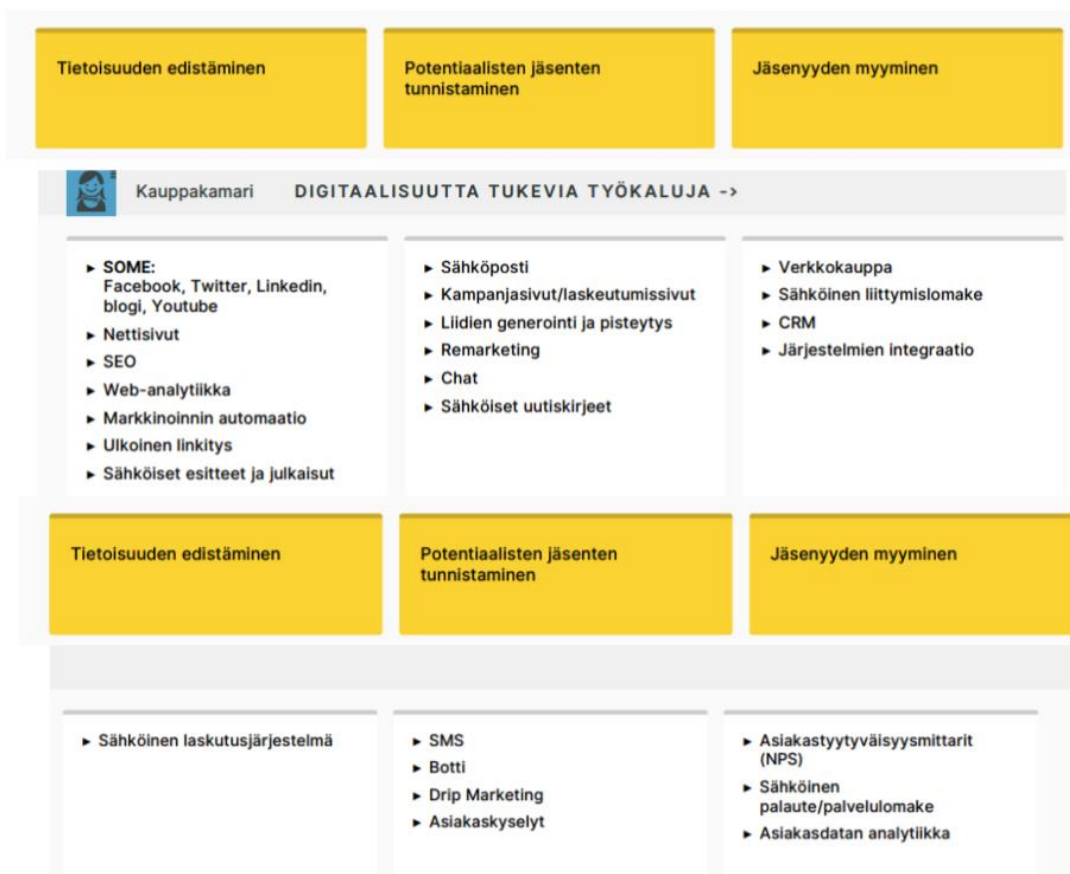 Tietoisuuden edistäminen
Potentiaalisten jäsenten
tunnistaminen
Jäsenyyden myyminen
Kauppakamari
DIGITAALISUUTTA TUKEVIA TYÖKALUJA ->
► SOME:
Facebook, Twitter, Linkedin,
blogi, Youtube
► Nettisivut
► SEO
► Web-analytiikka
► Markkinoinnin automaatio
► Ulkoinen linkitys
► Sähköiset esitteet ja julkaisut
► Sähköposti
► Kampanjasivut/laskeutumissivut
► Liidien generointi ja pisteytys
► Remarketing
► Chat
► Sähköiset uutiskirjeet
► Verkkokauppa
► Sähköinen liittymislomake
► CRM
► Järjestelmien integraatio
Tietoisuuden edistäminen
Potentiaalisten jäsenten
tunnistaminen
Jäsenyyden myyminen
► Sähköinen laskutusjärjestelmä
► SMS
► Botti
► Drip Marketing
► Asiakaskyselyt
► Asiakastyytyväisyysmittarit
(NPS)
► Sähköinen
palaute/palvelulomake
► Asiakasdatan analytiikka